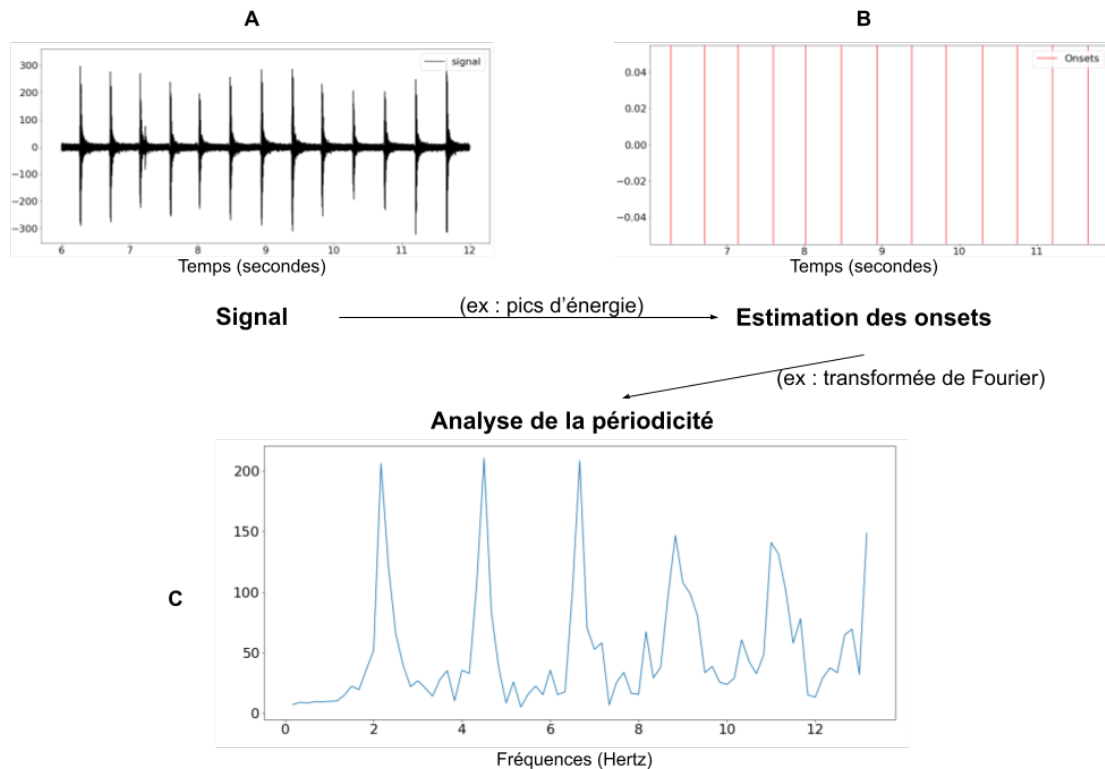 A
B
signal
300
200
100
0
−100
−200
−300
6 7 8 9 10 11 12
Temps (secondes)
Onsets
0.04
0.02
0.00
−0.02
−0.04
7 8 9 10 11
Temps (secondes)
Signal
(ex : pics d'énergie)
Estimation des onsets
(ex : transformée de Fourier)
Analyse de la périodicité
C
200
150
100
50
0
0 2 4 6 8 10 12
Fréquences (Hertz)